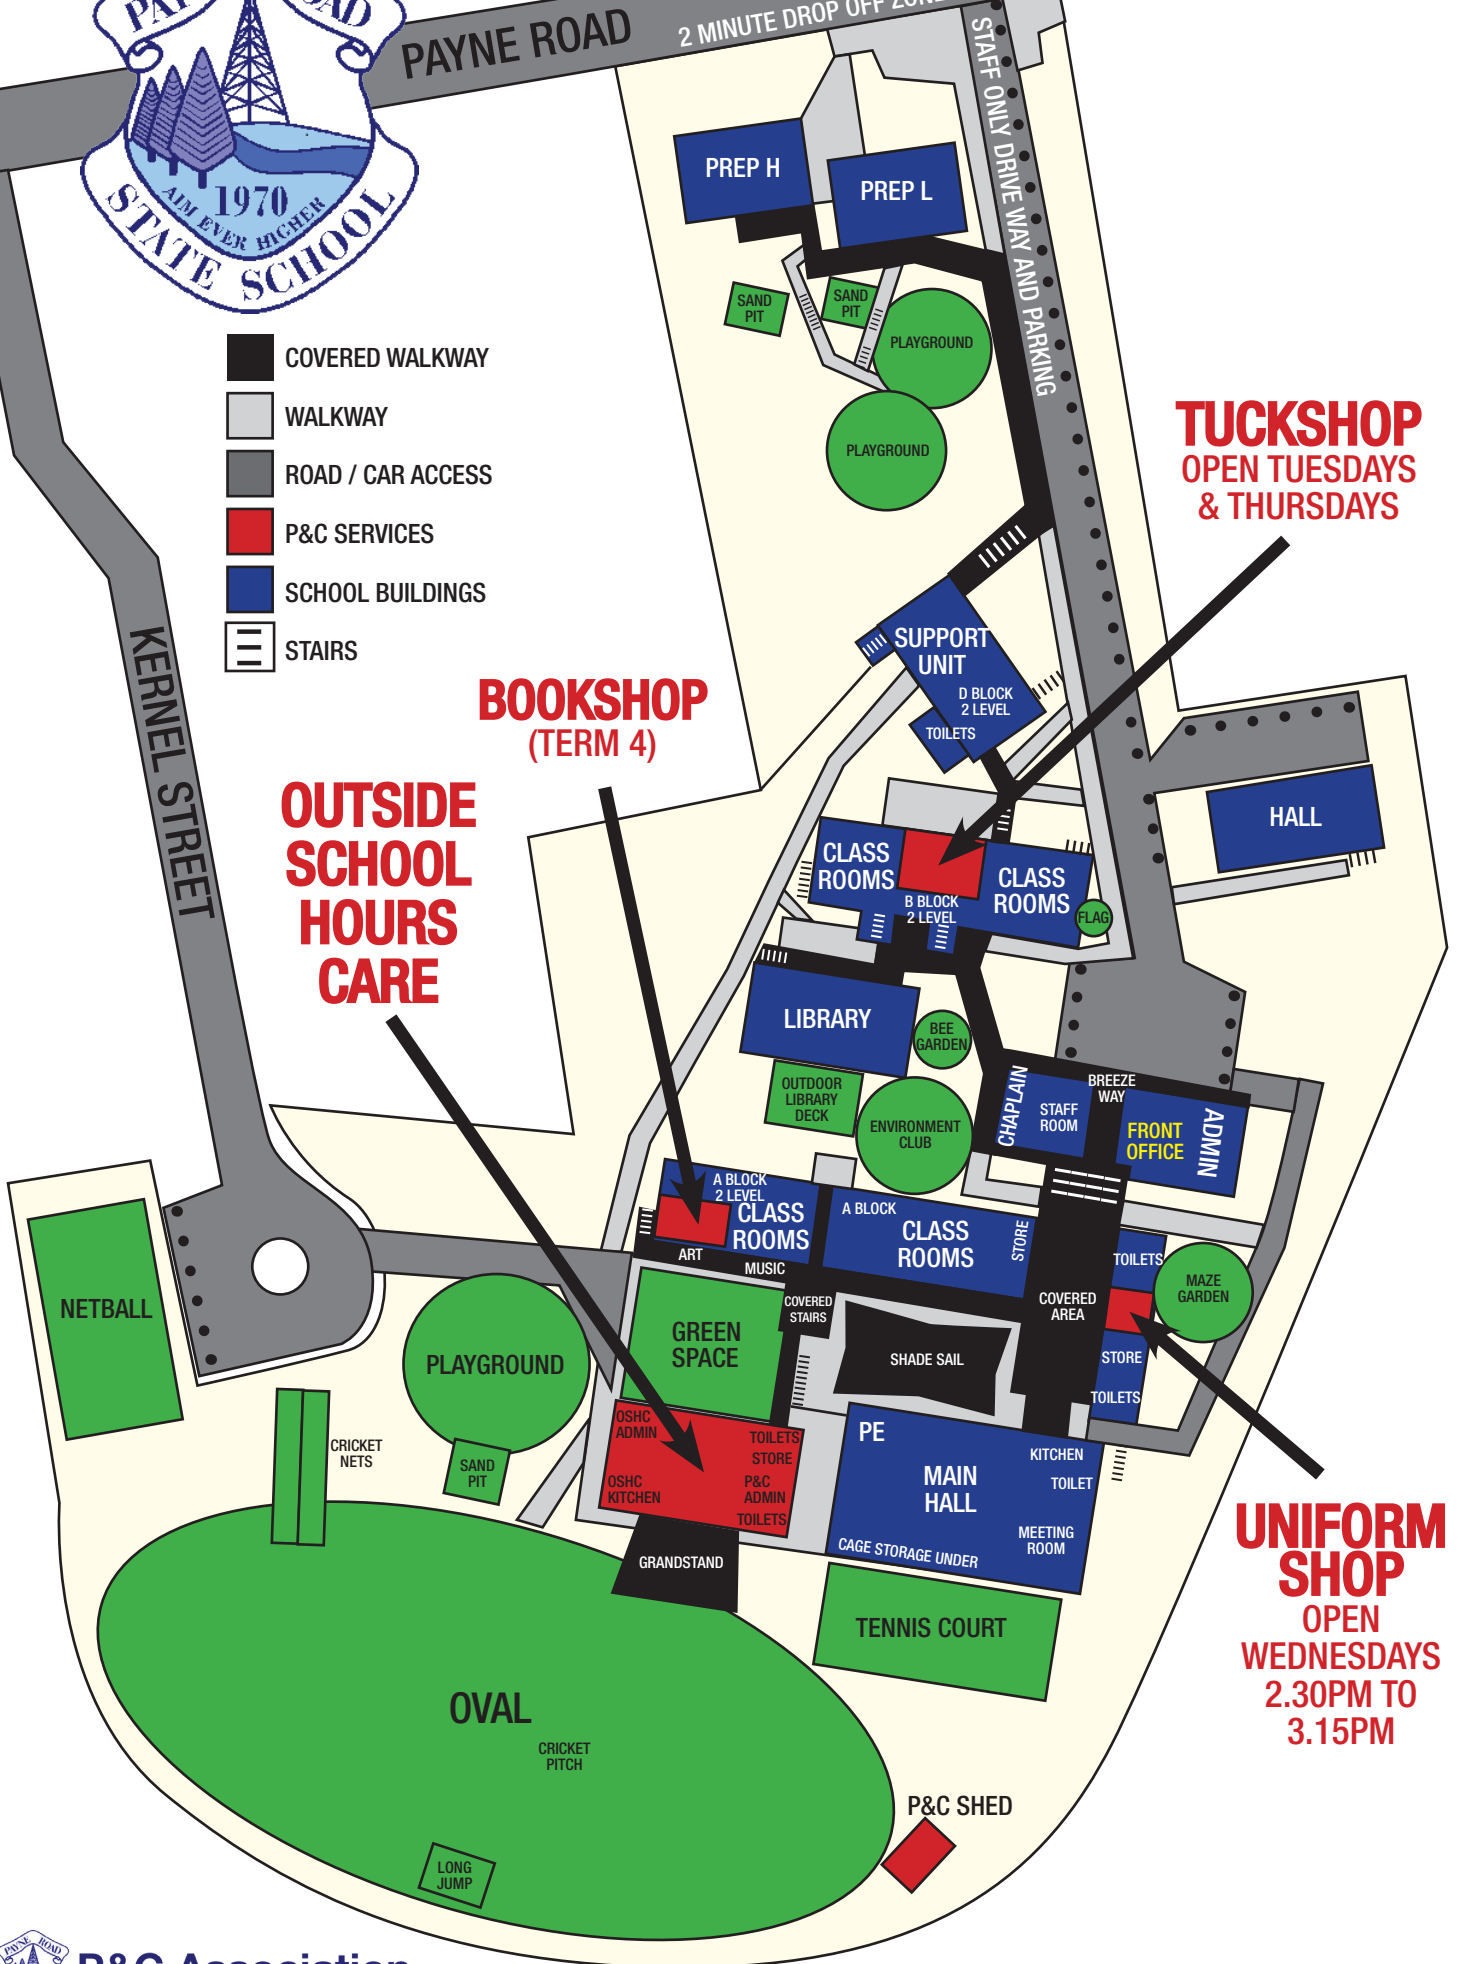 PAYNE ROAD
2 MINUTE DROP OFF
STAFF ONLY DRIVE WAY AND PARKING
ROAD
1970
AIM EVER HIGHER
STATE SCHOOL
PREP H
PREP L
SAND
PIT
SAND
PIT
PLAYGROUND
PLAYGROUND
COVERED WALKWAY
WALKWAY
ROAD / CAR ACCESS
P&C SERVICES
SCHOOL BUILDINGS
STAIRS
TUCKSHOP
OPEN TUESDAYS
& THURSDAYS
KERNEL STREET
BOOKSHOP
(TERM 4)
OUTSIDE
SCHOOL
HOURS
CARE
SUPPORT
UNIT
D BLOCK
2 LEVEL
TOILETS
HALL
CLASS
ROOMS
CLASS
ROOMS
B BLOCK
2 LEVEL
FLAG
LIBRARY
BEE
GARDEN
OUTDOOR
LIBRARY
DECK
ENVIRONMENT
CLUB
CHAPLAIN
STAFF
ROOM
BREEZE
WAY
FRONT
OFFICE
ADMIN
A BLOCK
2 LEVEL
CLASS
ROOMS
A BLOCK
CLASS
ROOMS
STORE
ART
MUSIC
TOILETS
MAZE
GARDEN
COVERED
AREA
COVERED
STAIRS
STORE
TOILETS
NETBALL
PLAYGROUND
GREEN
SPACE
SHADE SAIL
CRICKET
NETS
SAND
PIT
OSHC
ADMIN
TOILETS
STORE
OSHC
KITCHEN
P&C
ADMIN
TOILETS
PE
MAIN
HALL
KITCHEN
TOILET
MEETING
ROOM
CAGE STORAGE UNDER
GRANDSTAND
TENNIS COURT
UNIFORM
SHOP
OPEN
WEDNESDAYS
2.30PM TO
3.15PM
OVAL
CRICKET
PITCH
P&C SHED
LONG
JUMP
PAYNE ROAD
P&C Association